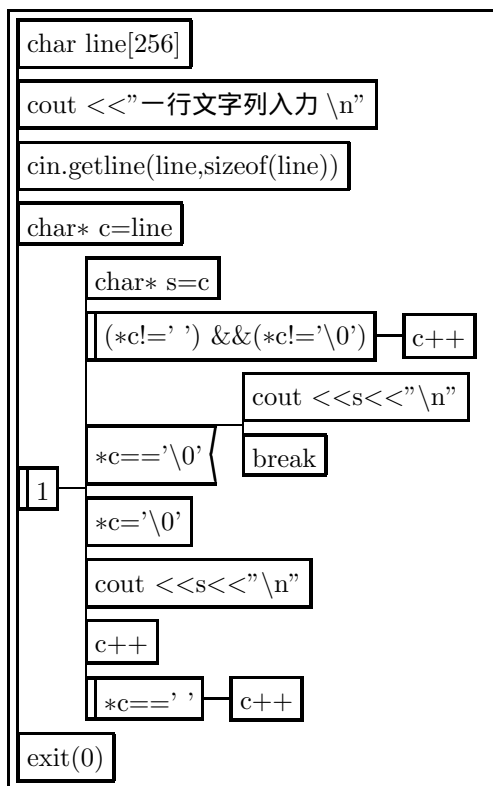 char line[256]
cout <<”一行文字列入力 \n”
cin.getline(line,sizeof(line))
char* c=line
char* s=c
(*c!=’ ’) &&(*c!=’\0’)
c++
cout <<s<<”\n”
*c==’\0’
break
1
*c=’\0’
cout <<s<<”\n”
c++
*c==’ ’
c++
exit(0)